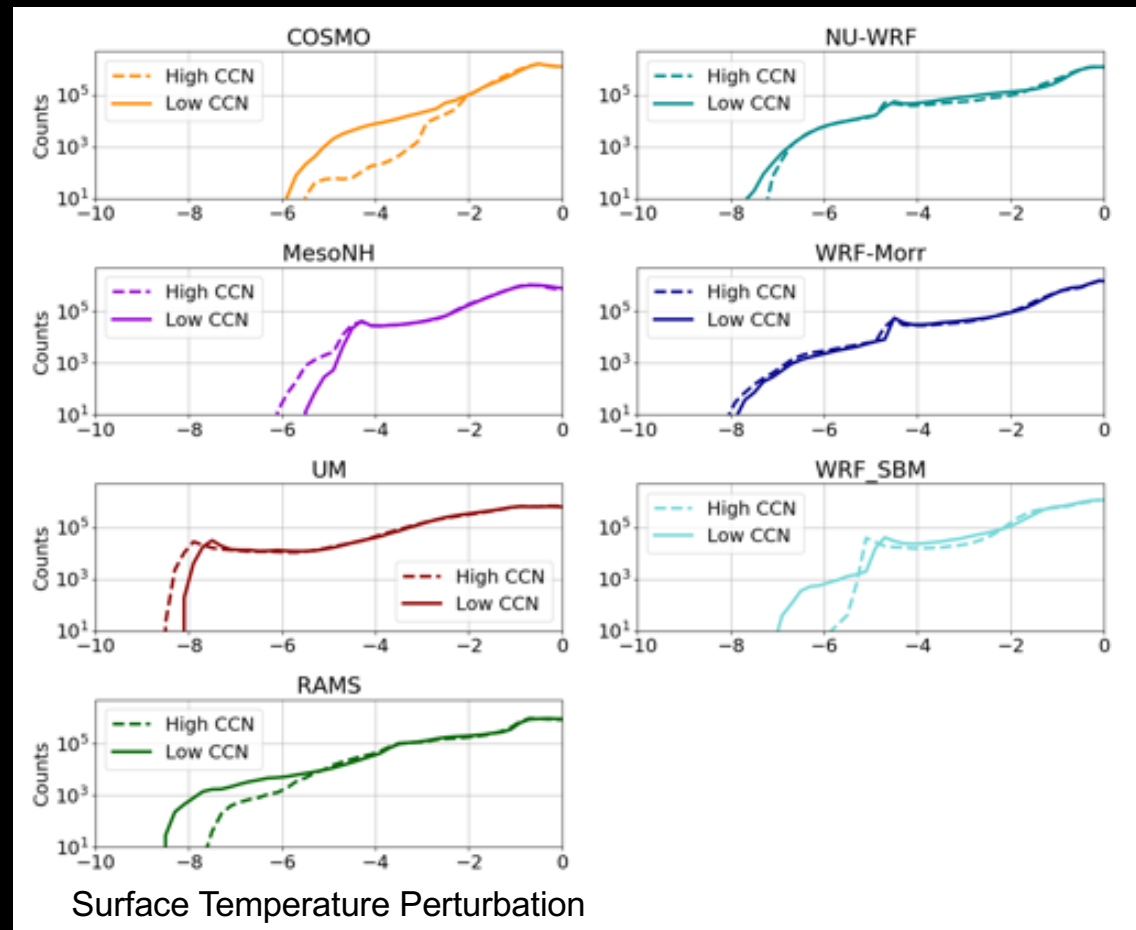 COSMO
High CCN
Low CCN
Counts
10^5
10^3
10^1
−10 −8 −6 −4 −2 0
NU-WRF
High CCN
Low CCN
10^5
10^3
10^1
−10 −8 −6 −4 −2 0
MesoNH
High CCN
Low CCN
Counts
10^5
10^3
10^1
−10 −8 −6 −4 −2 0
WRF-Morr
High CCN
Low CCN
10^5
10^3
10^1
−10 −8 −6 −4 −2 0
UM
High CCN
Low CCN
Counts
10^5
10^3
10^1
−10 −8 −6 −4 −2 0
WRF_SBM
High CCN
Low CCN
10^5
10^3
10^1
−10 −8 −6 −4 −2 0
RAMS
High CCN
Low CCN
Counts
10^5
10^3
10^1
−10 −8 −6 −4 −2 0
Surface Temperature Perturbation